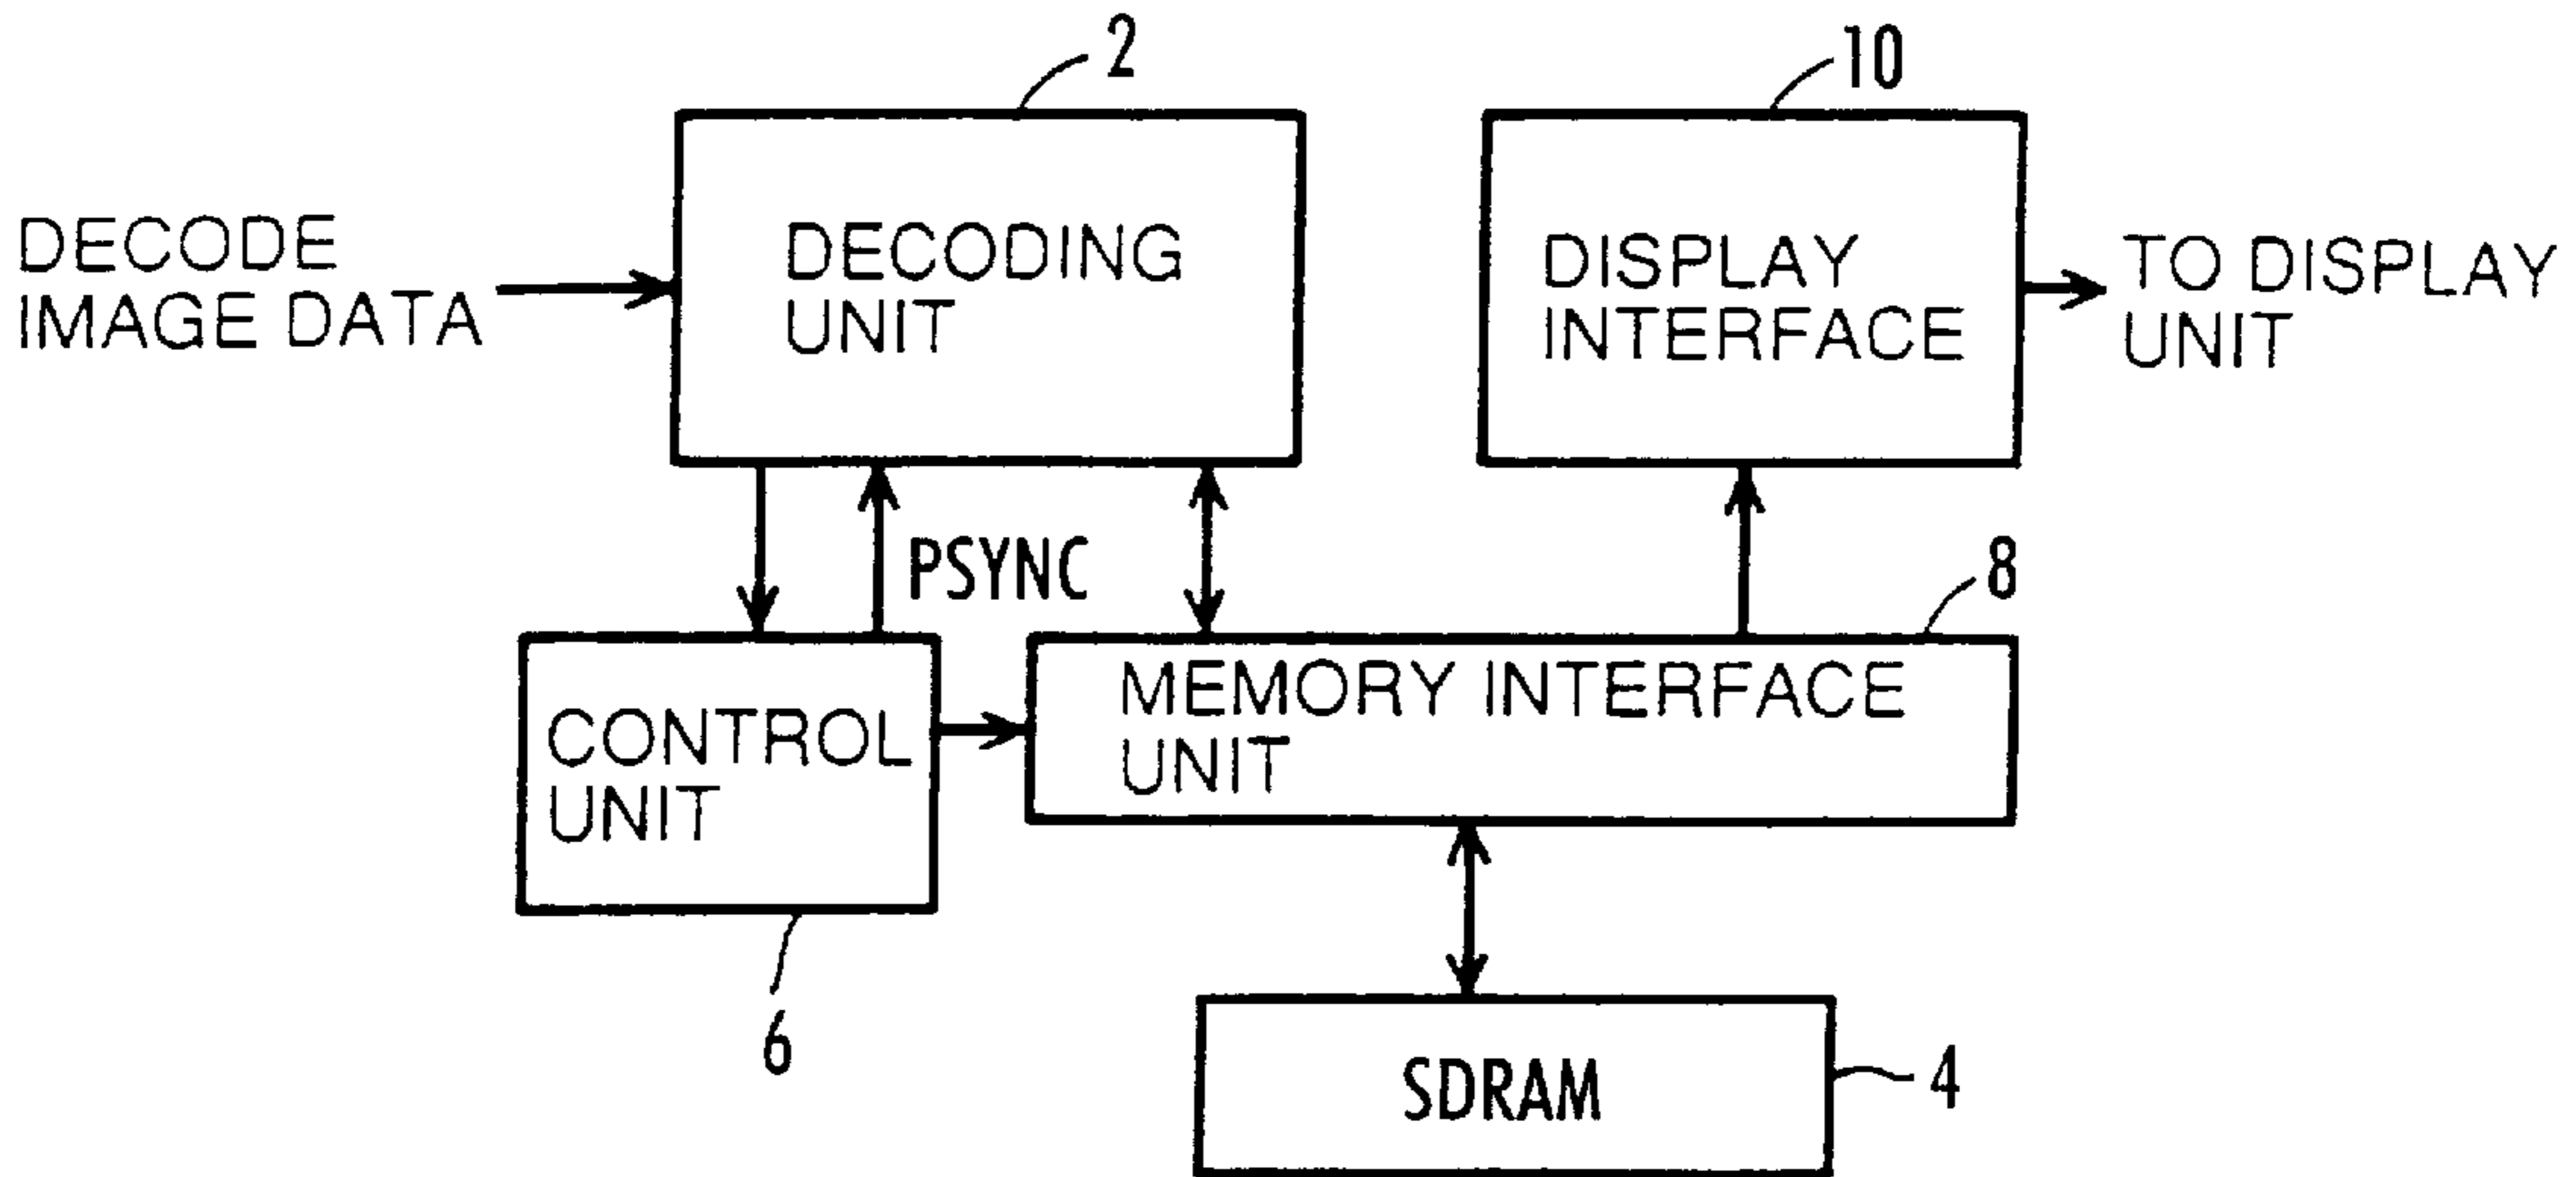 2
10
DECODE
IMAGE DATA
DECODING
UNIT
DISPLAY
INTERFACE
TO DISPLAY
UNIT
PSYNC
8
CONTROL
UNIT
MEMORY INTERFACE
UNIT
6
SDRAM
4